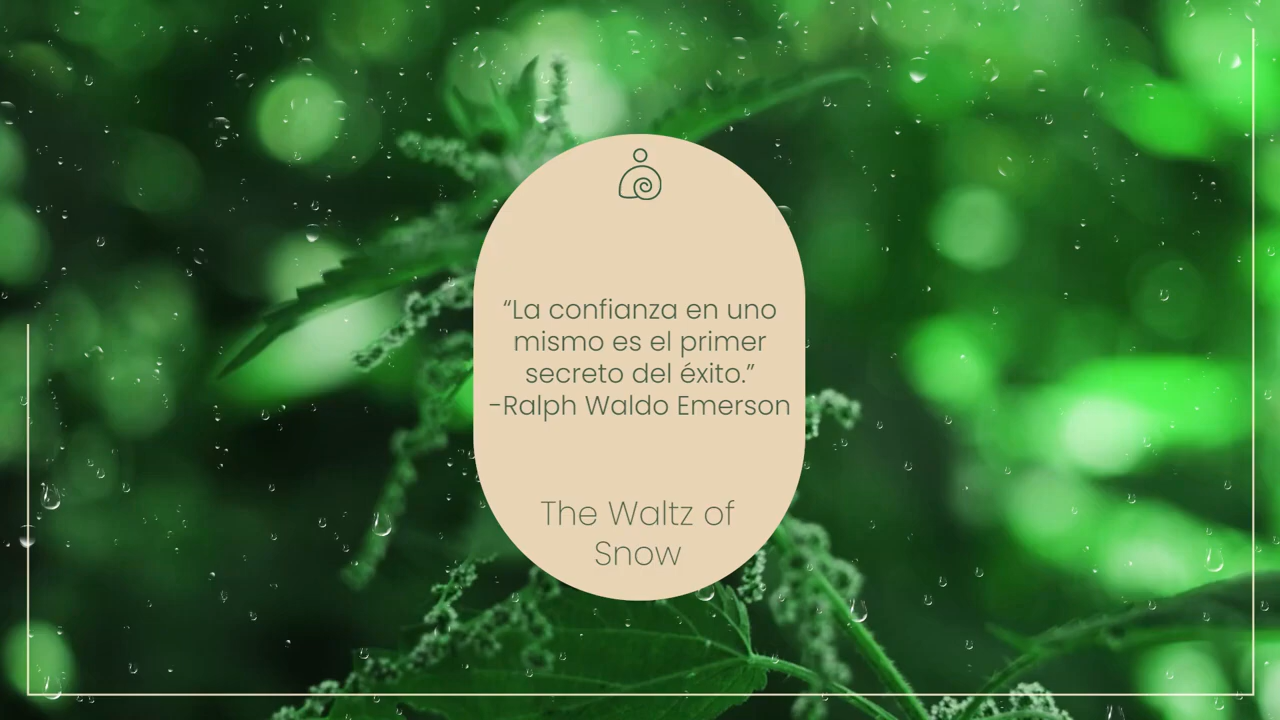 “La confianza en uno
mismo es el primer
secreto del éxito.”
-Ralph Waldo Emerson
The Waltz of
Snow